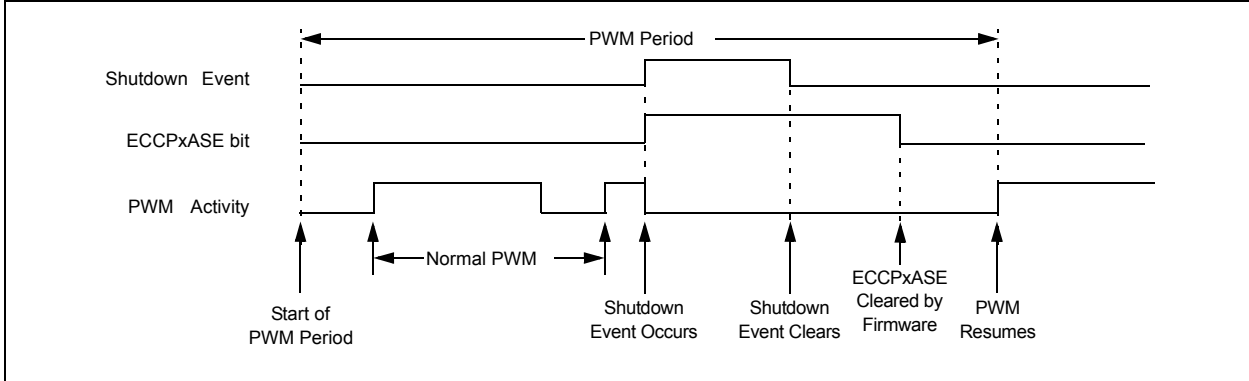 PWM Period
Shutdown Event
ECCPxASE bit
PWM Activity
Normal PWM
Start of
PWM Period
Shutdown
Event Occurs
Shutdown
Event Clears
ECCPxASE
Cleared by
Firmware
PWM
Resumes